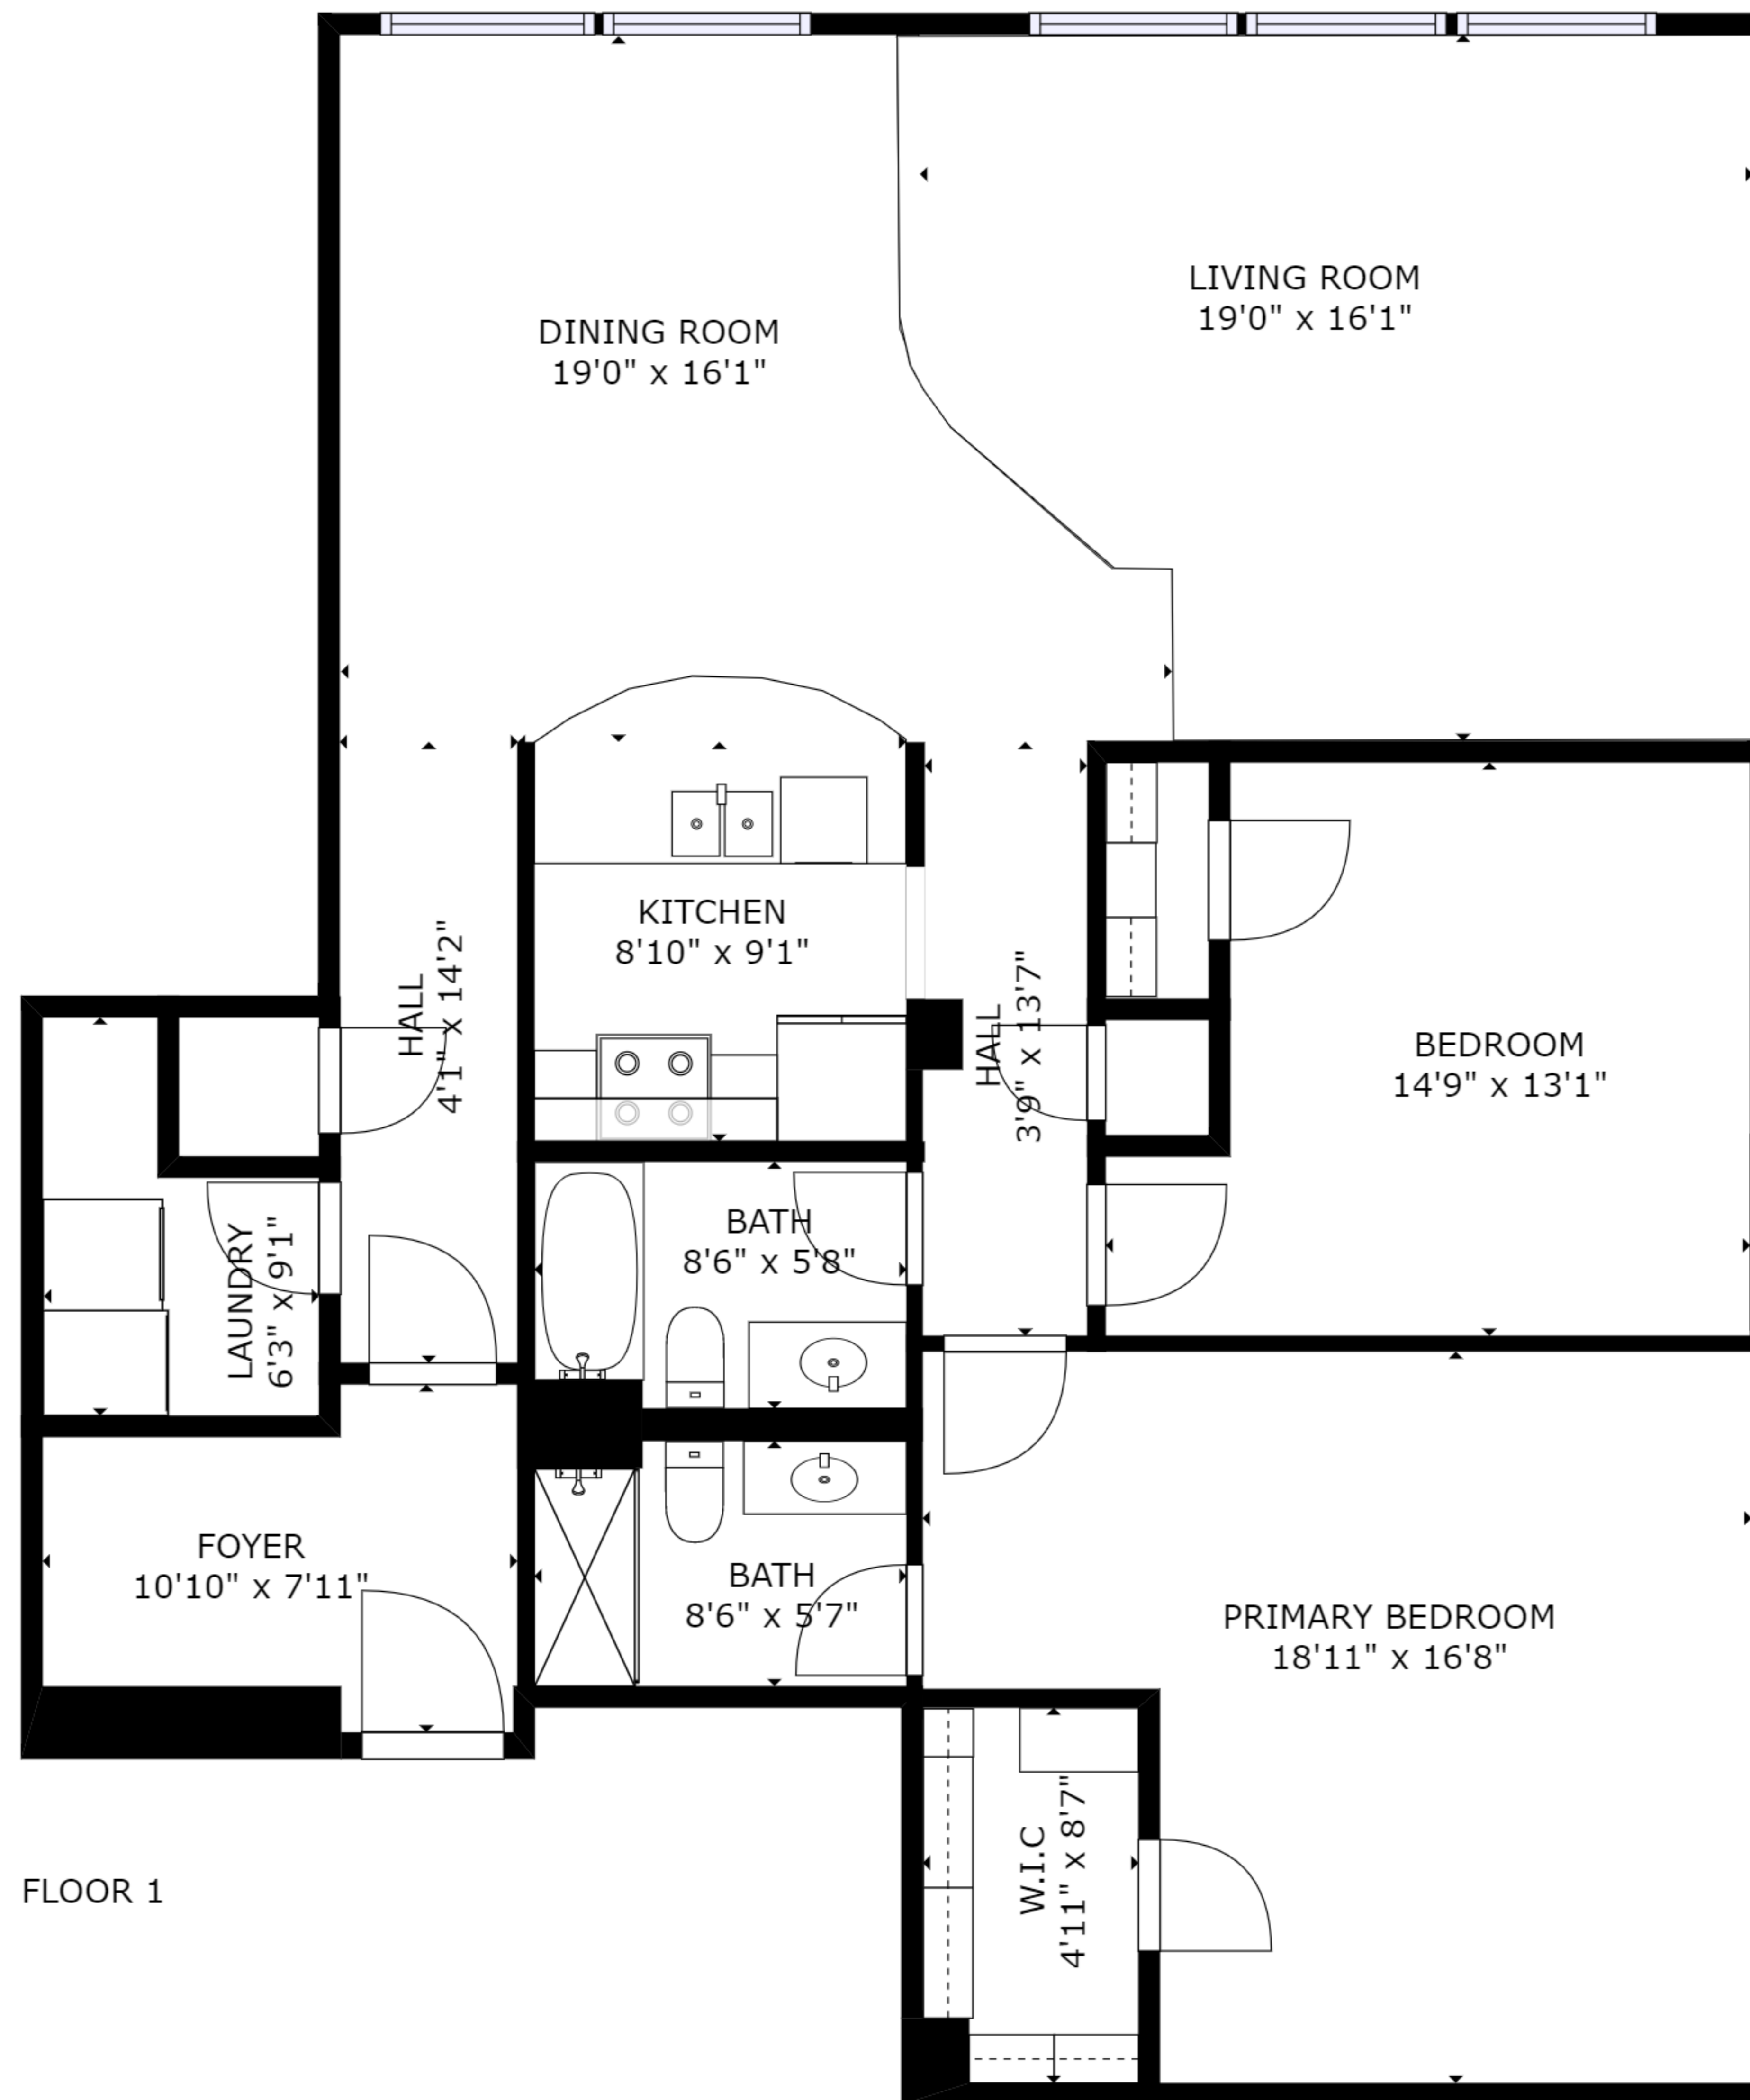 LIVING ROOM
19'0" x 16'1"
DINING ROOM
19'0" x 16'1"
KITCHEN
8'10" x 9'1"
HALL
4'1" x 14'2"
HALL
3'9" x 13'7"
BEDROOM
14'9" x 13'1"
BATH
8'6" x 5'8"
LAUNDRY
6'3" x 9'1"
FOYER
10'10" x 7'11"
BATH
8'6" x 5'7"
PRIMARY BEDROOM
18'11" x 16'8"
W.I.C
4'11" x 8'7"
FLOOR 1